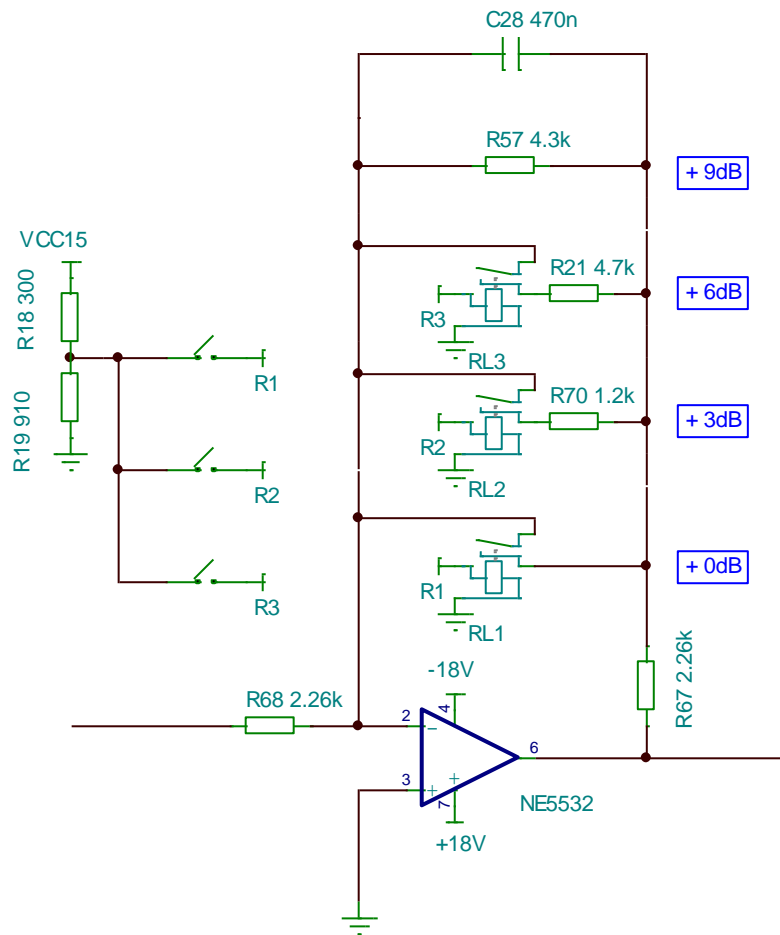 C28 470n
R57 4.3k
+ 9dB
VCC15
R18 300
R21 4.7k
+ 6dB
R3
RL3
R1
R19 910
R70 1.2k
+ 3dB
R2
RL2
R2
R3
+ 0dB
R1
RL1
R68 2.26k
-18V
R67 2.26k
2
4
−
6
3
+
+
7
NE5532
+18V